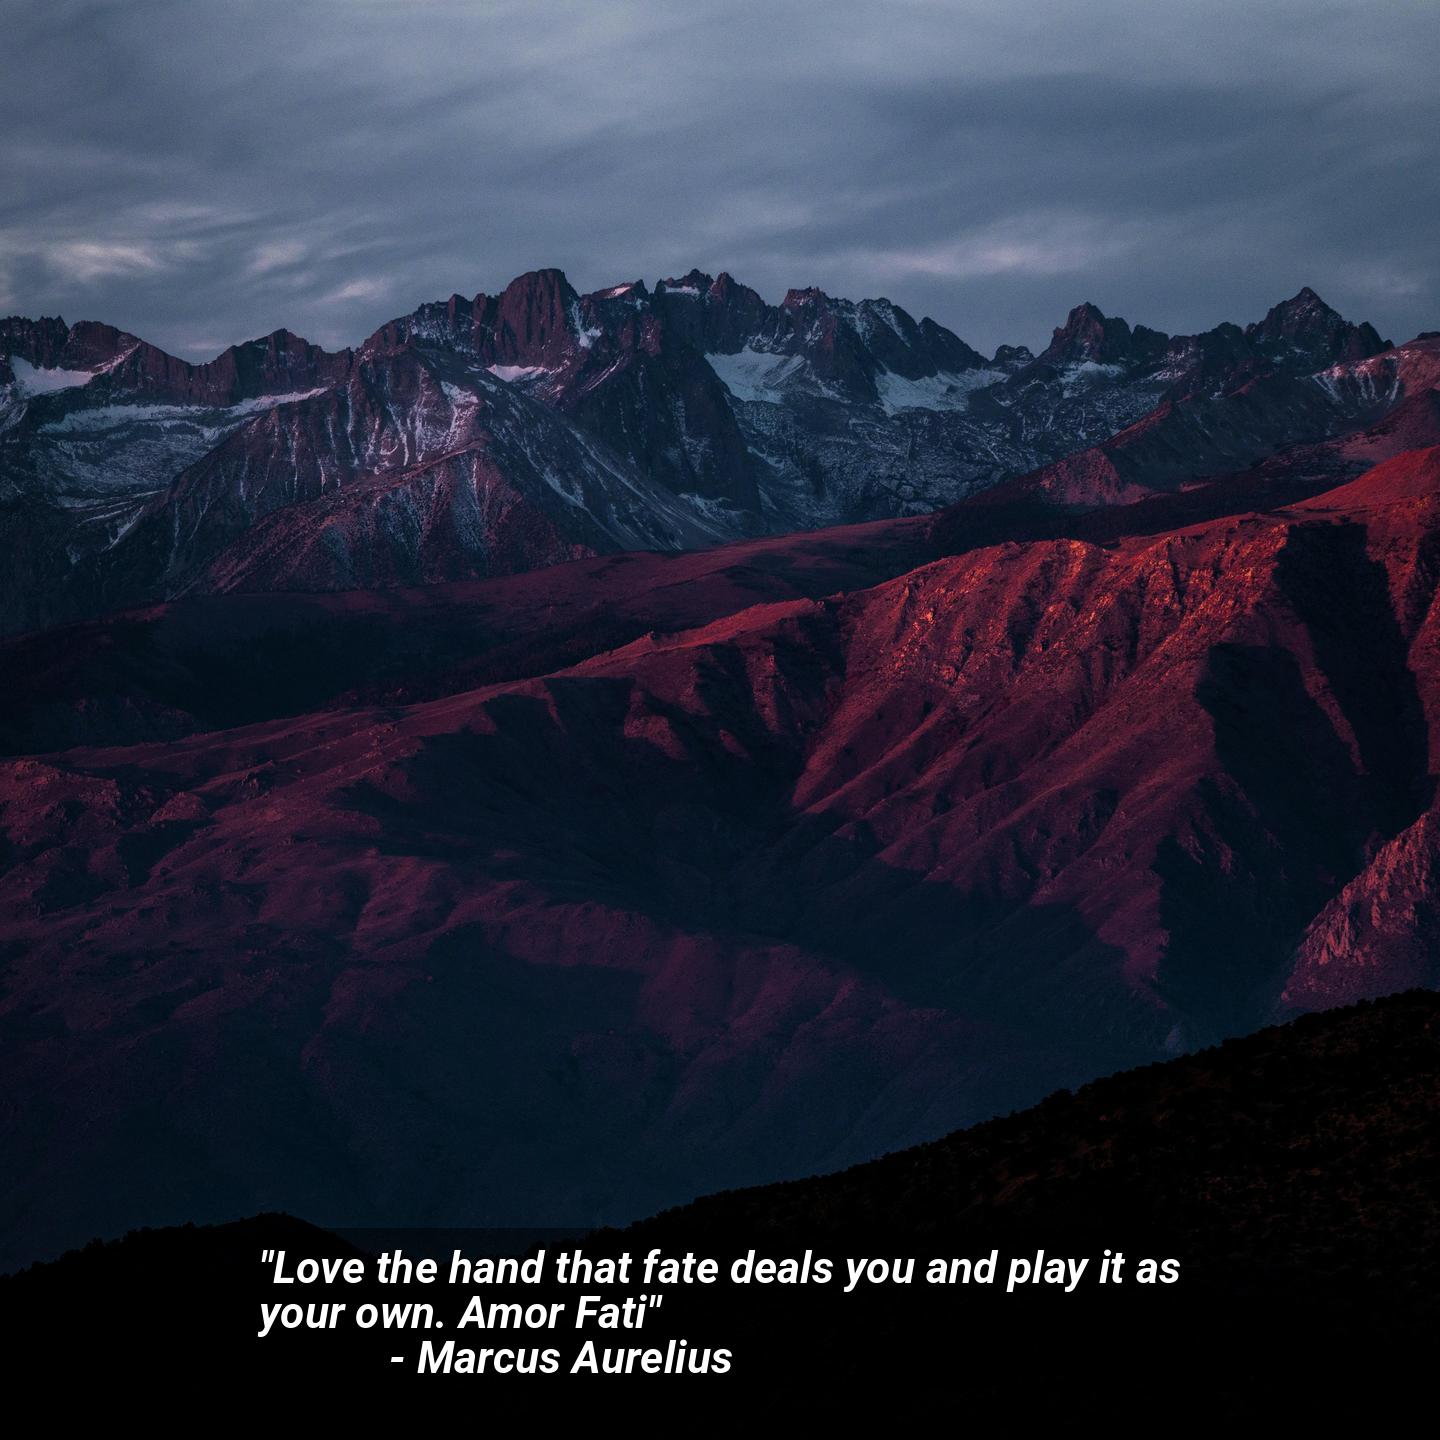 "Love the hand that fate deals you and play it as
your own. Amor Fati"
- Marcus Aurelius